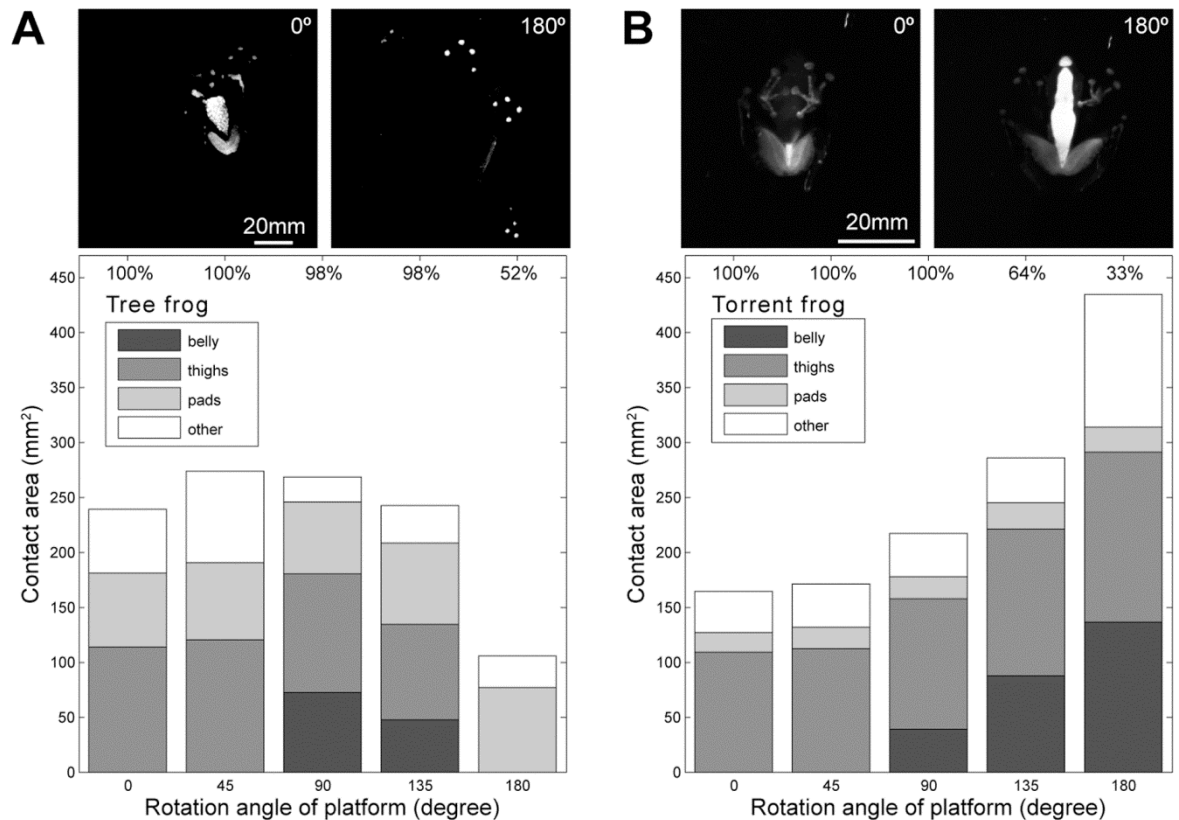 A
0º
180º
20mm
100% 100% 98% 98% 52%
Tree frog
belly
thighs
pads
other
450
400
350
300
250
200
150
100
50
0
Contact area (mm²)
0 45 90 135 180
Rotation angle of platform (degree)
B
0º
180º
20mm
100% 100% 100% 64% 33%
Torrent frog
belly
thighs
pads
other
450
400
350
300
250
200
150
100
50
0
Contact area (mm²)
0 45 90 135 180
Rotation angle of platform (degree)